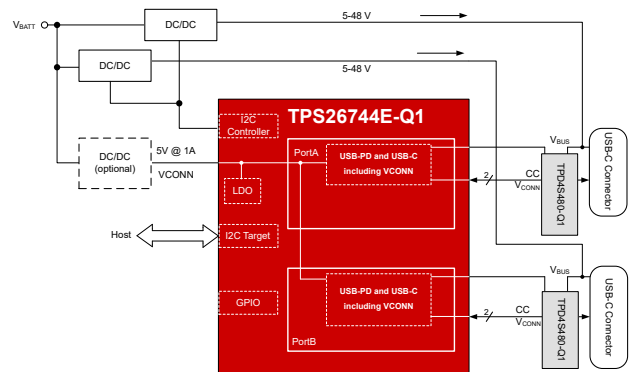 V_BATT
DC/DC
5-48 V
DC/DC
5-48 V
TPS26744E-Q1
I2C
Controller
DC/DC
(optional)
5V @ 1A
VCONN
LDO
PortA
USB-PD and USB-C
including VCONN
V_BUS
2
CC
V_CONN
TPD4S480-Q1
USB-C Connector
Host
I2C Target
GPIO
USB-PD and USB-C
including VCONN
PortB
V_BUS
2
CC
V_CONN
TPD4S480-Q1
USB-C Connector